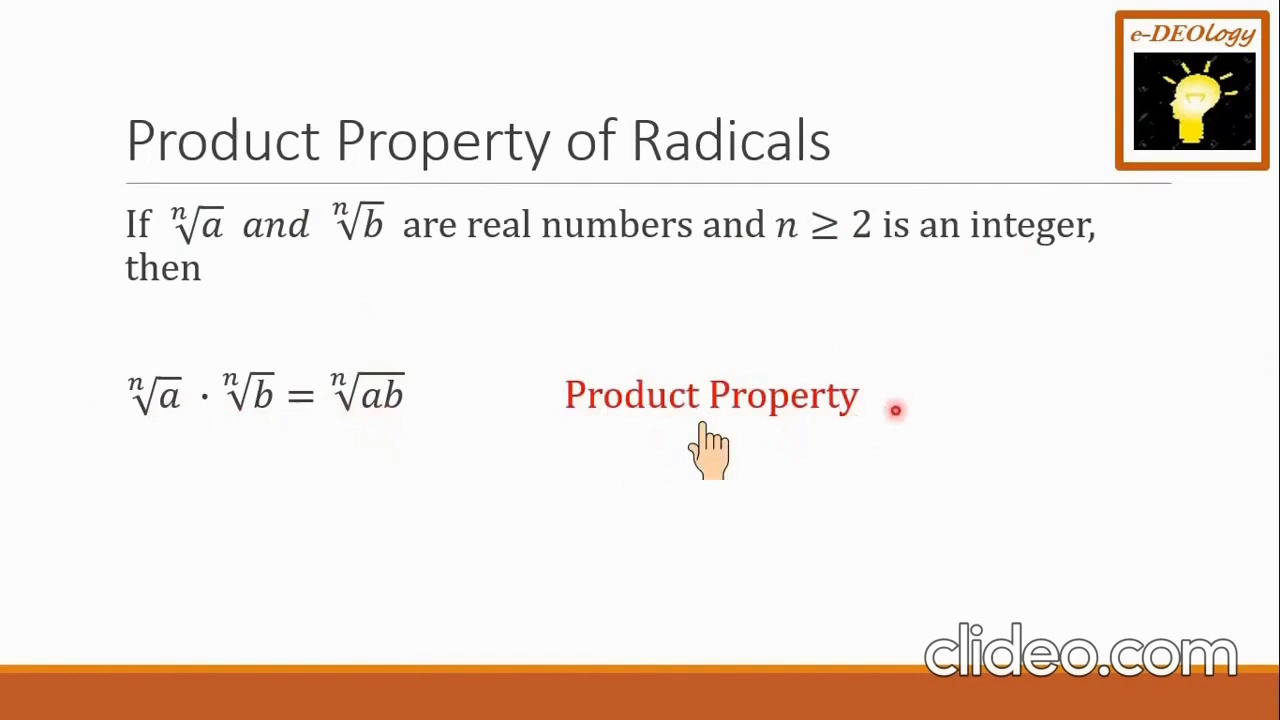 e-DEOlogy
Product Property of Radicals
If ⁿ√a and ⁿ√b are real numbers and n ≥ 2 is an integer,
then
ⁿ√a · ⁿ√b = ⁿ√ab Product Property
clideo.com